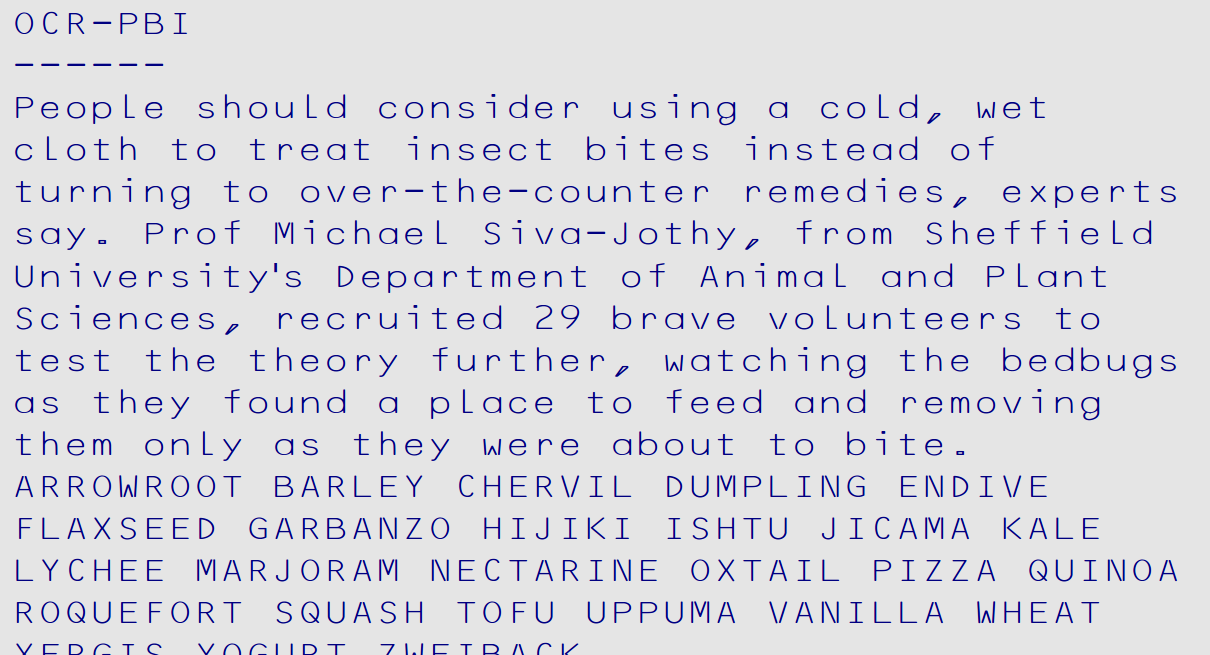 OCR-PBI
------
People should consider using a cold, wet
cloth to treat insect bites instead of
turning to over-the-counter remedies, experts
say. Prof Michael Siva-Jothy, from Sheffield
University's Department of Animal and Plant
Sciences, recruited 29 brave volunteers to
test the theory further, watching the bedbugs
as they found a place to feed and removing
them only as they were about to bite.
ARROWROOT BARLEY CHERVIL DUMPLING ENDIVE
FLAXSEED GARBANZO HIJIKI ISHTU JICAMA KALE
LYCHEE MARJORAM NECTARINE OXTAIL PIZZA QUINOA
ROQUEFORT SQUASH TOFU UPPUMA VANILLA WHEAT
XERGIS YOGURT ZWEIBACK